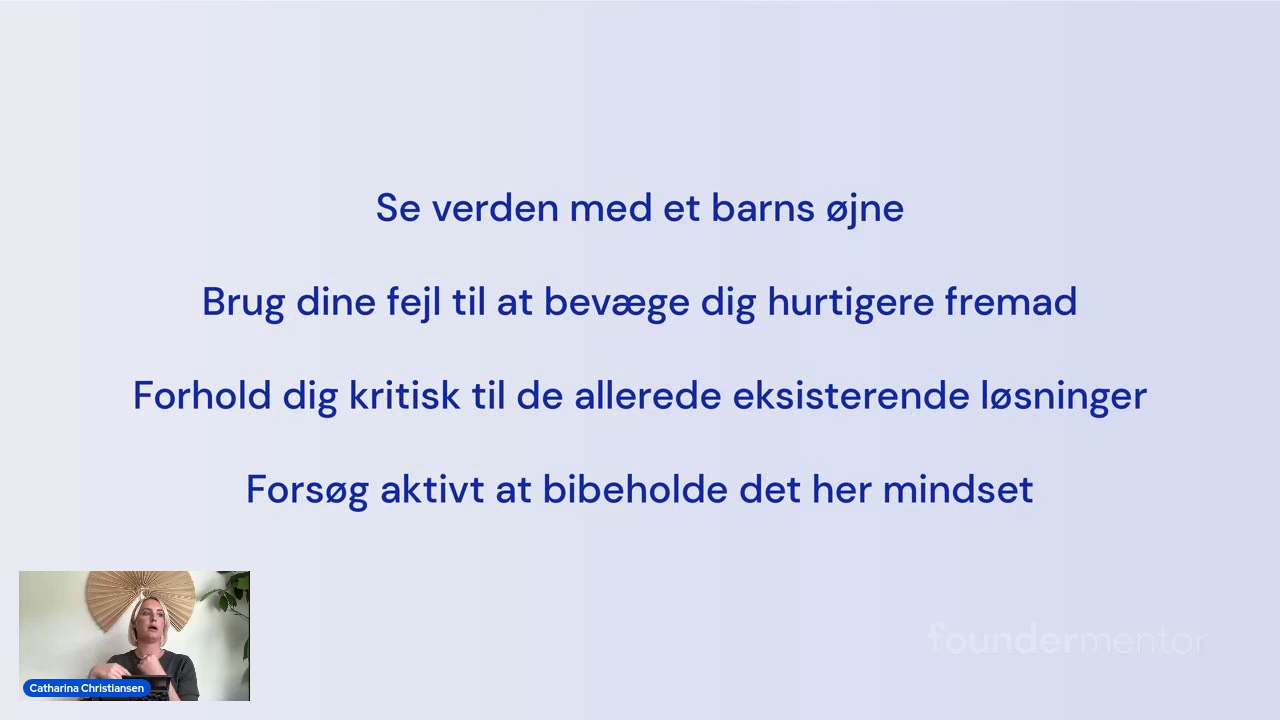 Se verden med et barns øjne
Brug dine fejl til at bevæge dig hurtigere fremad
Forhold dig kritisk til de allerede eksisterende løsninger
Forsøg aktivt at bibeholde det her mindset
Catharina Christiansen
foundermentor